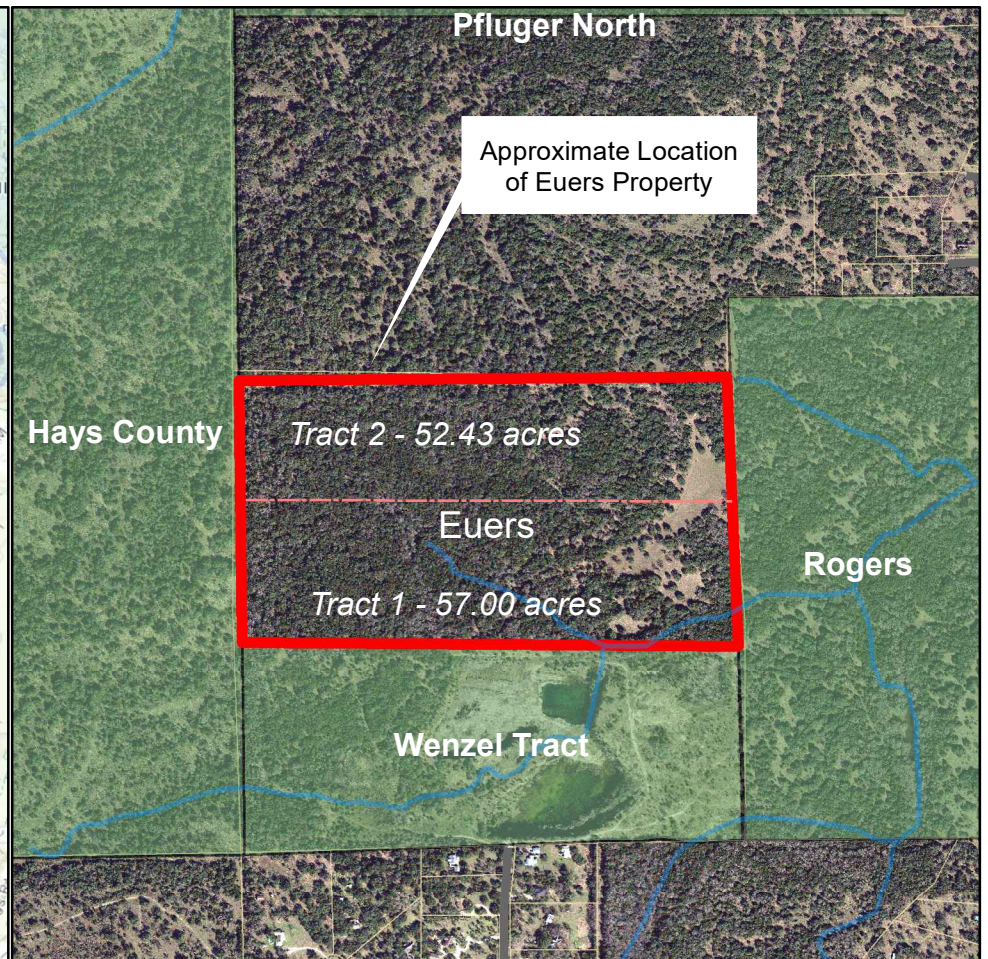 Pfluger North
Approximate Location
of Euers Property
Hays County
Tract 2 - 52.43 acres
Euers
Rogers
Tract 1 - 57.00 acres
Wenzel Tract